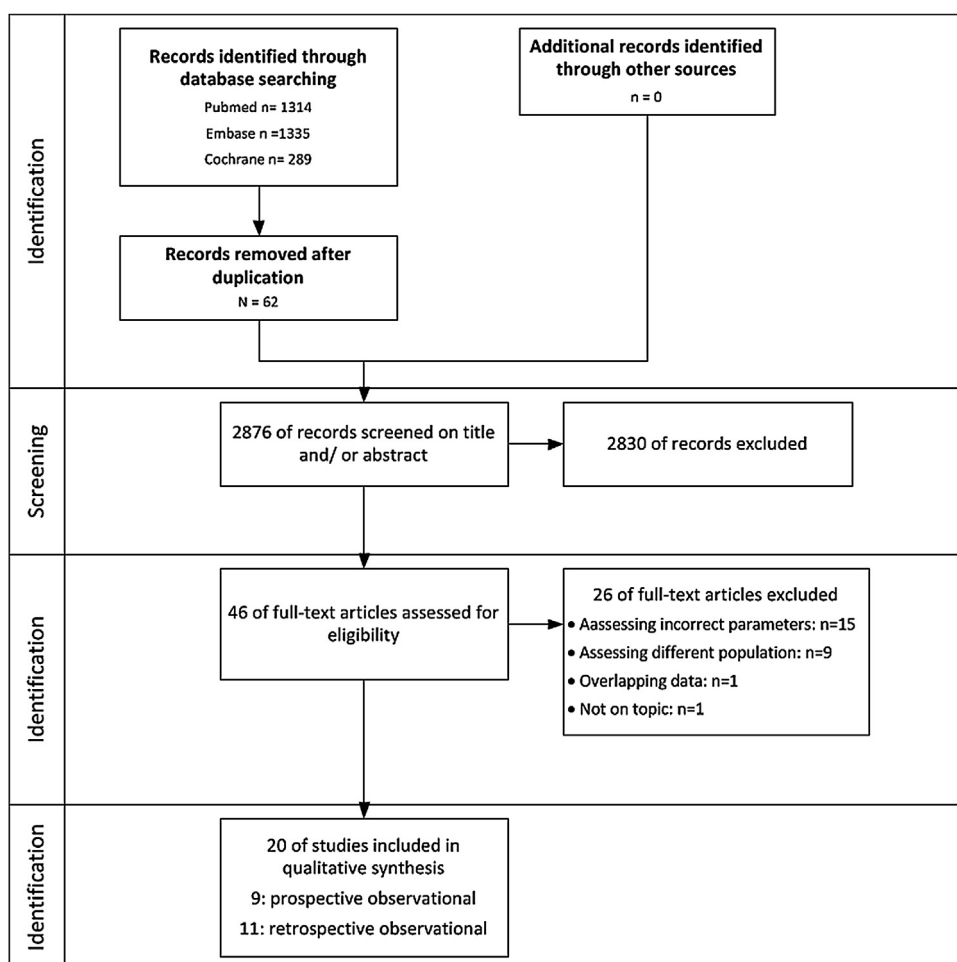 Identification
Records identified through
database searching
Pubmed n= 1314
Embase n =1335
Cochrane n= 289
Additional records identified
through other sources
n = 0
Records removed after
duplication
N = 62
Screening
2876 of records screened on title
and/ or abstract
2830 of records excluded
Identification
46 of full-text articles assessed for
eligibility
26 of full-text articles excluded
• Aassessing incorrect parameters: n=15
• Assessing different population: n=9
• Overlapping data: n=1
• Not on topic: n=1
Identification
20 of studies included in
qualitative synthesis
9: prospective observational
11: retrospective observational